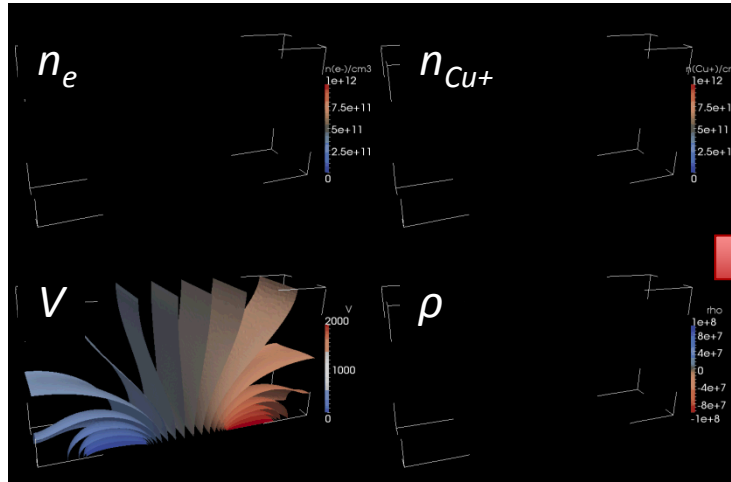 n_e
n(e-)/cm3
1e+12
7.5e+11
5e+11
2.5e+11
0
n_Cu+
n(Cu+)/cm
1e+12
7.5e+1
5e+11
2.5e+1
0
V
V
2000
1000
0
ρ
rho
1e+8
8e+7
4e+7
0
-4e+7
-8e+7
-1e+8